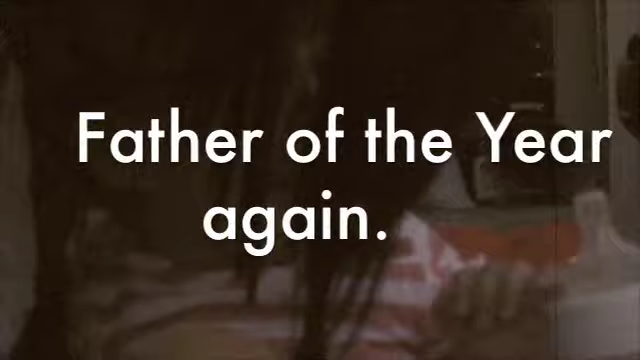 Father of the Year
again.